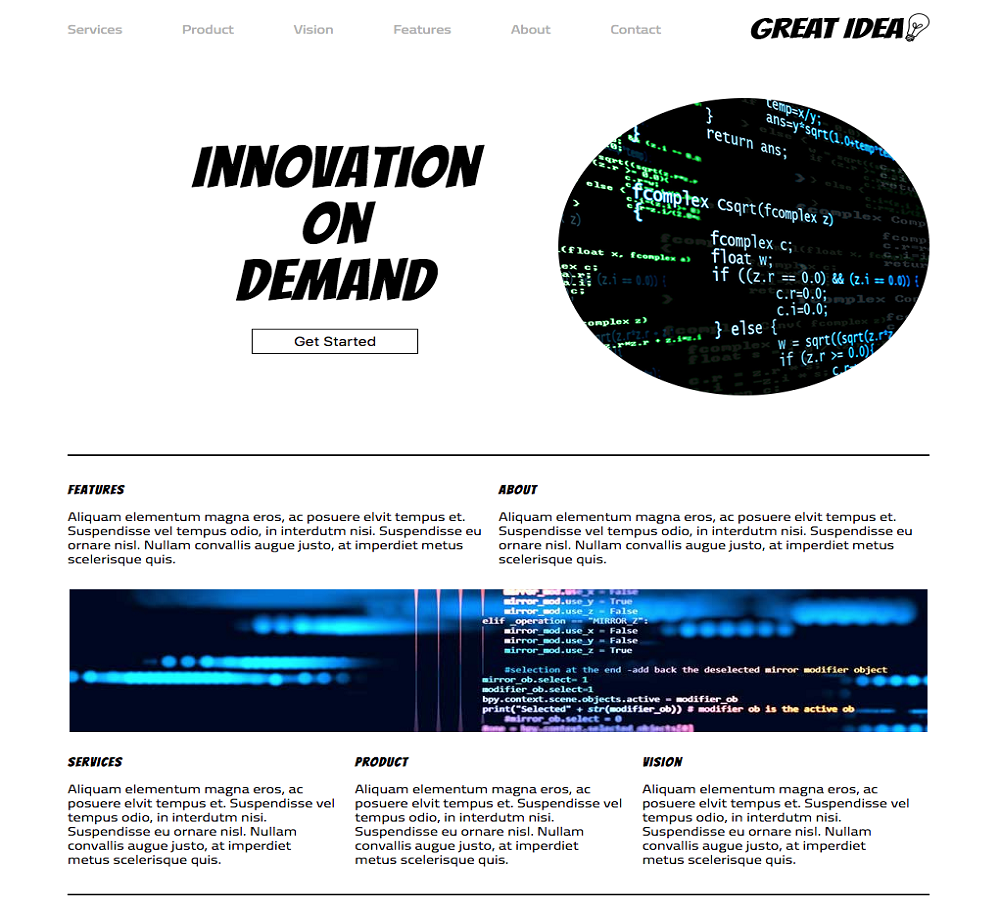 Services Product Vision Features About Contact GREAT IDEA
INNOVATION
ON
DEMAND
Get Started
temp=x/y;
}
return ans;
fcomplex Csqrt(fcomplex z)
{
fcomplex c;
float w;
if ((z.r == 0.0) && (z.i == 0.0)) {
c.r=0.0;
c.i=0.0;
} else {
w = sqrt((sqrt(z.r*z
if (z.r >= 0.0){
FEATURES
Aliquam elementum magna eros, ac posuere elvit tempus et.
Suspendisse vel tempus odio, in interdutm nisi. Suspendisse eu
ornare nisl. Nullam convallis augue justo, at imperdiet metus
scelerisque quis.
ABOUT
Aliquam elementum magna eros, ac posuere elvit tempus et.
Suspendisse vel tempus odio, in interdutm nisi. Suspendisse eu
ornare nisl. Nullam convallis augue justo, at imperdiet metus
scelerisque quis.
mirror_mod.use_x = False
mirror_mod.use_y = True
mirror_mod.use_z = False
elif _operation == "MIRROR_Z":
mirror_mod.use_x = False
mirror_mod.use_y = False
mirror_mod.use_z = True
#selection at the end -add back the deselected mirror modifier object
mirror_ob.select= 1
modifier_ob.select=1
bpy.context.scene.objects.active = modifier_ob
print("Selected" + str(modifier_ob)) # modifier ob is the active ob
#mirror_ob.select = 0
= bpy.context.selected_objects[0]
SERVICES
Aliquam elementum magna eros, ac
posuere elvit tempus et. Suspendisse vel
tempus odio, in interdutm nisi.
Suspendisse eu ornare nisl. Nullam
convallis augue justo, at imperdiet
metus scelerisque quis.
PRODUCT
Aliquam elementum magna eros, ac
posuere elvit tempus et. Suspendisse vel
tempus odio, in interdutm nisi.
Suspendisse eu ornare nisl. Nullam
convallis augue justo, at imperdiet
metus scelerisque quis.
VISION
Aliquam elementum magna eros, ac
posuere elvit tempus et. Suspendisse vel
tempus odio, in interdutm nisi.
Suspendisse eu ornare nisl. Nullam
convallis augue justo, at imperdiet
metus scelerisque quis.